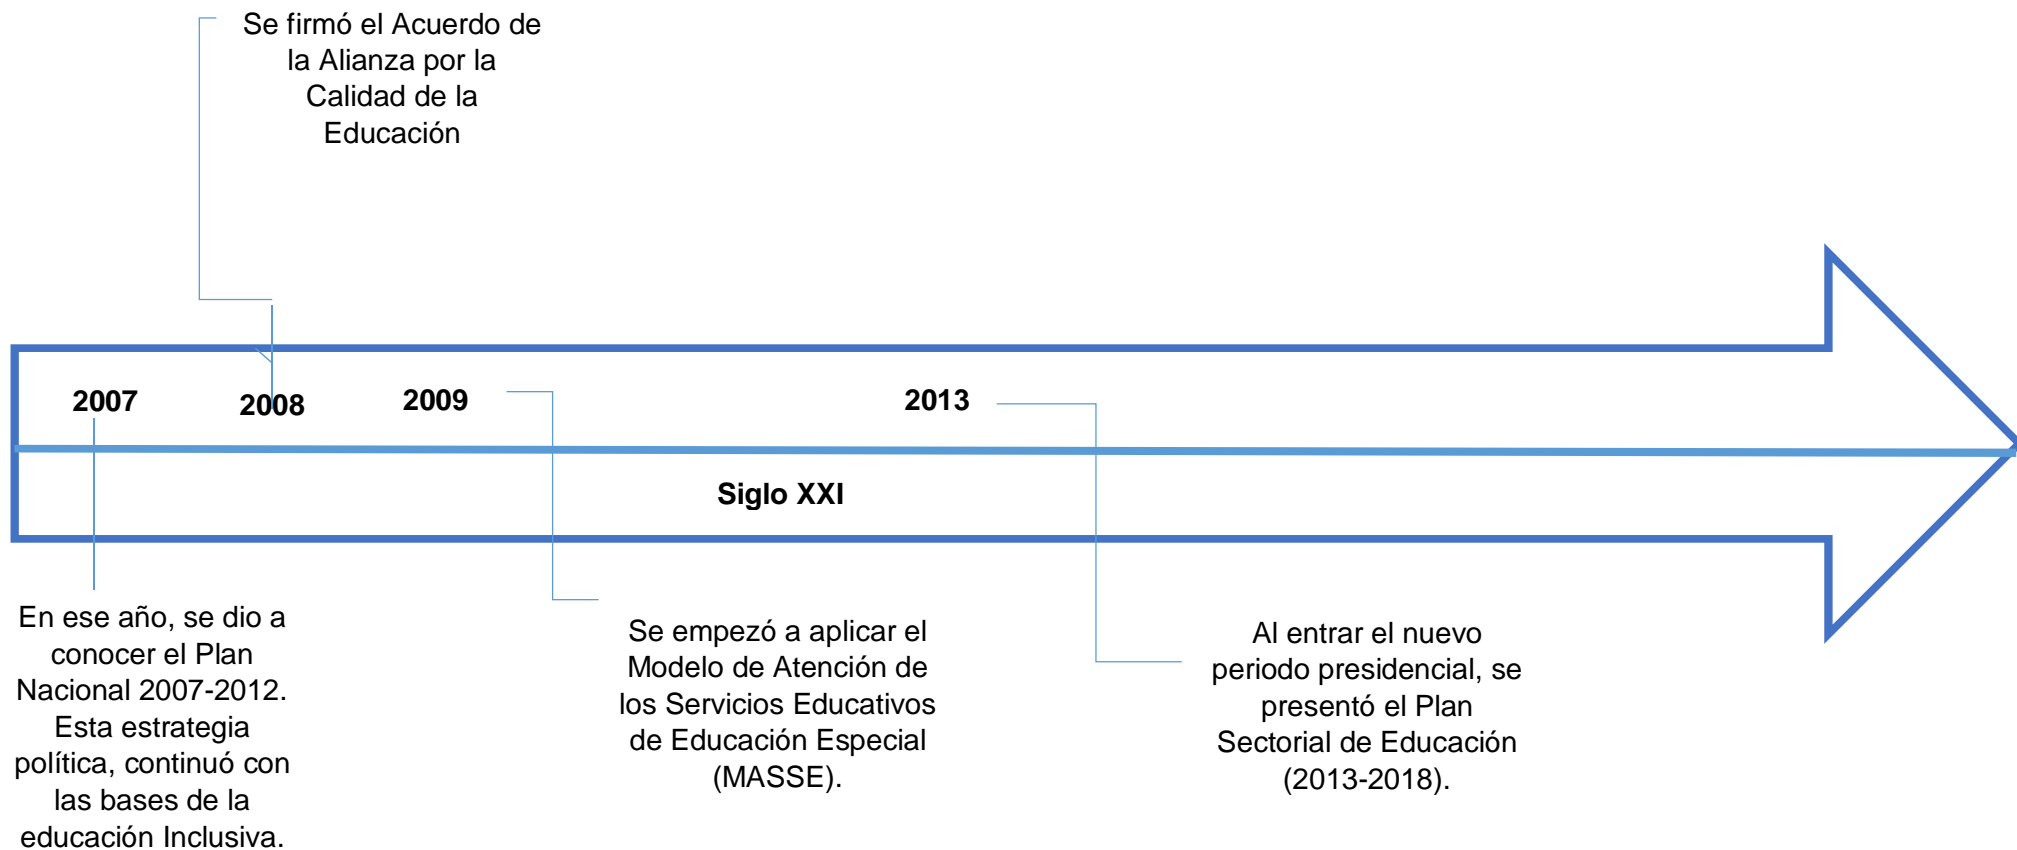 Se firmó el Acuerdo de
la Alianza por la
Calidad de la
Educación
2007
2008
2009
2013
Siglo XXI
En ese año, se dio a
conocer el Plan
Nacional 2007-2012.
Esta estrategia
política, continuó con
las bases de la
educación Inclusiva.
Se empezó a aplicar el
Modelo de Atención de
los Servicios Educativos
de Educación Especial
(MASSE).
Al entrar el nuevo
periodo presidencial, se
presentó el Plan
Sectorial de Educación
(2013-2018).